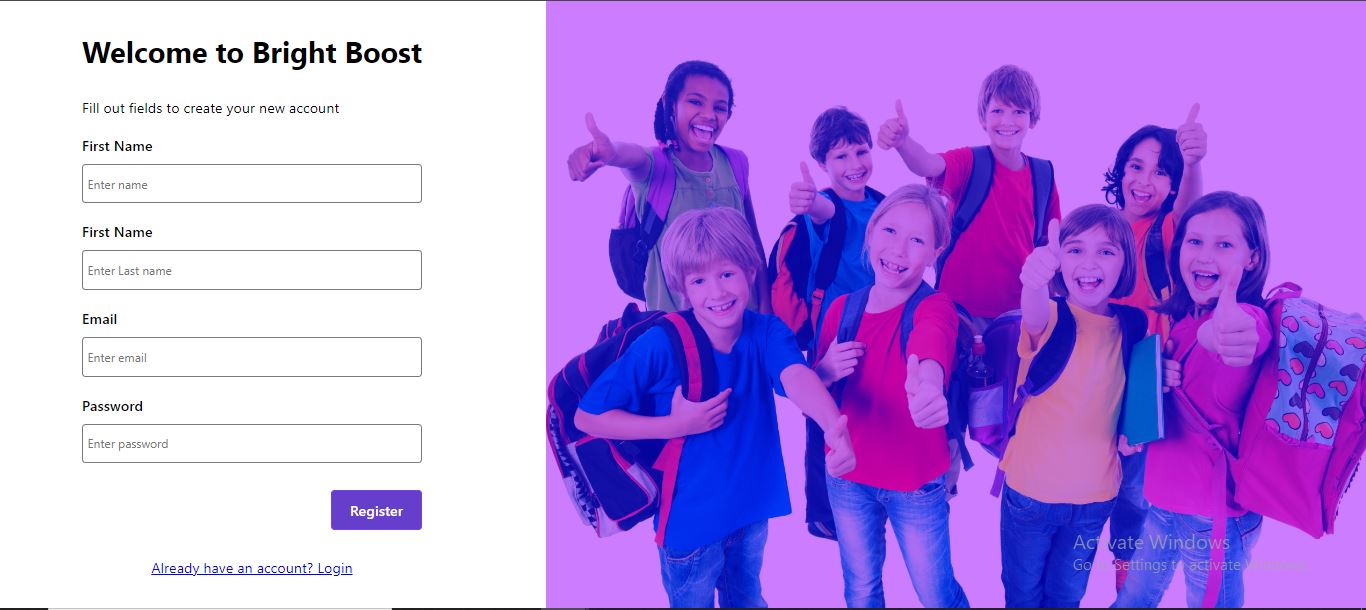 Welcome to Bright Boost
Fill out fields to create your new account
First Name
Enter name
First Name
Enter Last name
Email
Enter email
Password
Enter password
Register
Already have an account? Login
Activate Windows
Go to Settings to activate Windows.